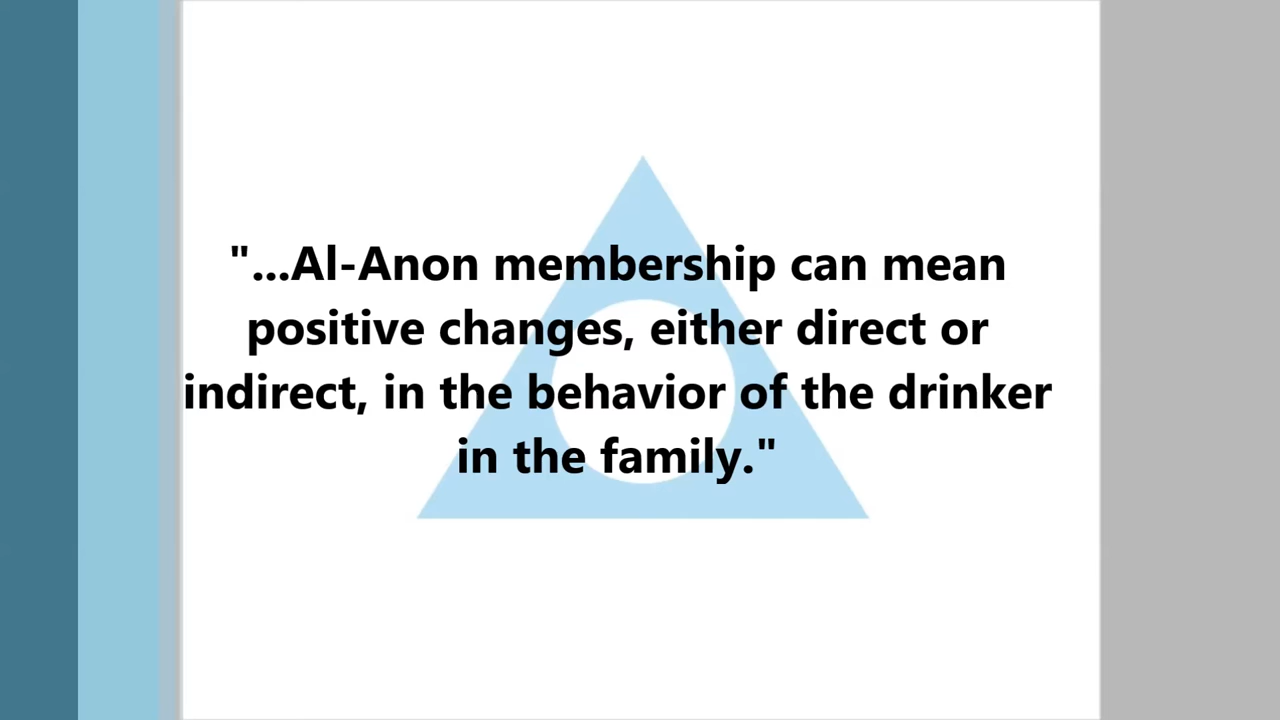 "...Al-Anon membership can mean
positive changes, either direct or
indirect, in the behavior of the drinker
in the family."